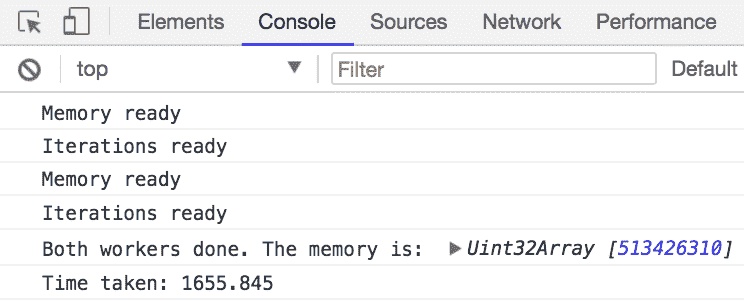 Elements Console Sources Network Performance
top Filter Default
Memory ready
Iterations ready
Memory ready
Iterations ready
Both workers done. The memory is: ▶Uint32Array [513426310]
Time taken: 1655.845